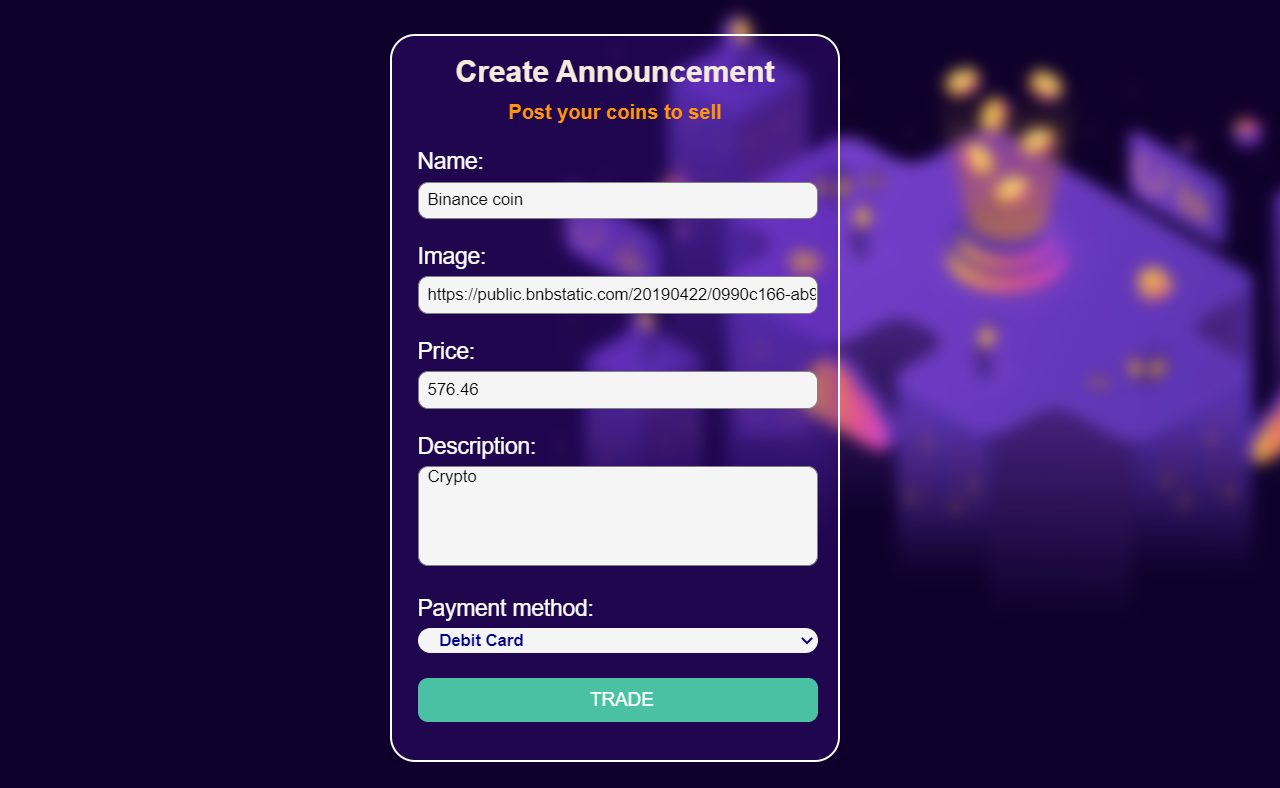 Create Announcement
Post your coins to sell
Name:
Binance coin
Image:
https://public.bnbstatic.com/20190422/0990c166-ab9
Price:
576.46
Description:
Crypto
Payment method:
Debit Card
TRADE